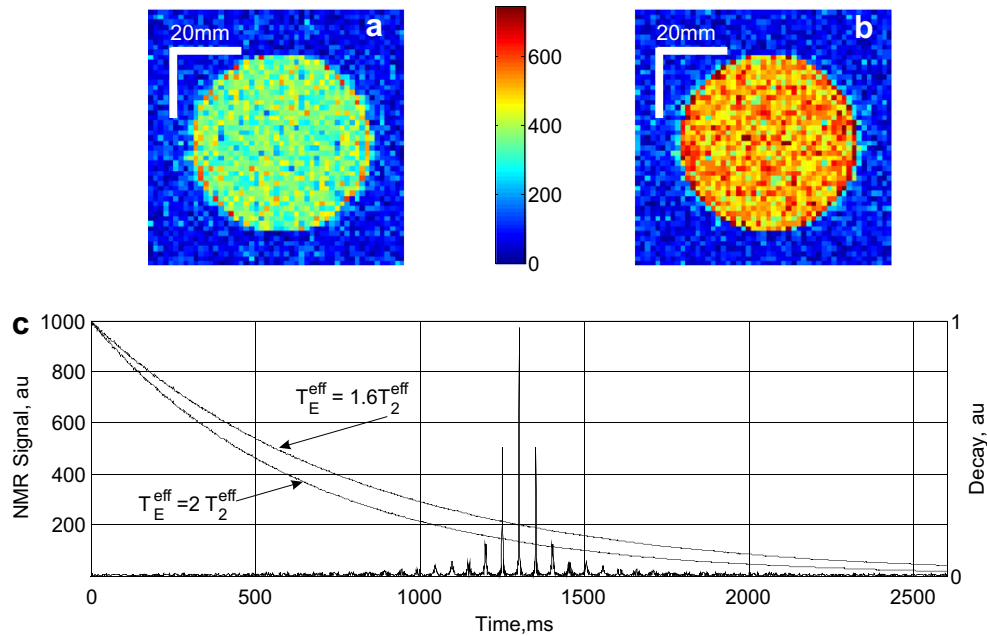 20mm
a
600
400
200
0
20mm
b
c
NMR Signal, au
1000
800
600
400
200
0
T_E^eff = 1.6T_2^eff
T_E^eff =2 T_2^eff
1
0
Decay, au
0
500
1000
1500
2000
2500
Time,ms